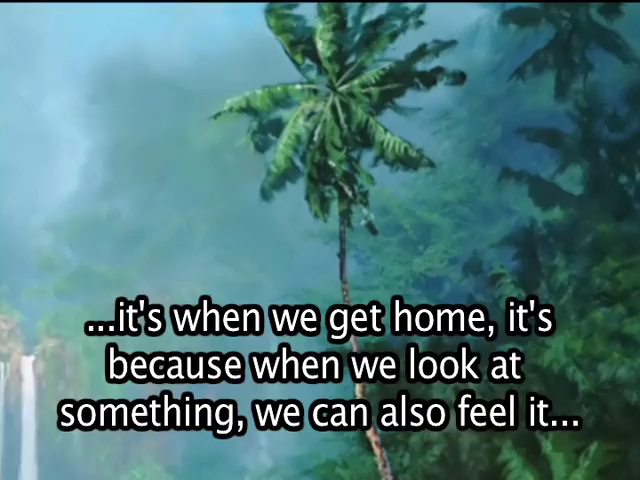 ...it's when we get home, it's
because when we look at
something, we can also feel it...